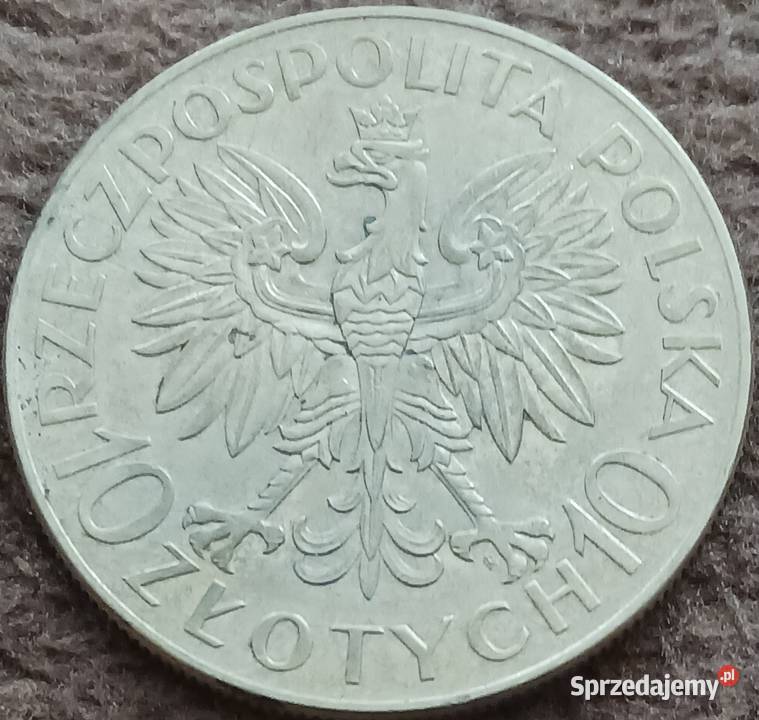 RZECZPOSPOLITA POLSKA
10 ZŁOTYCH 10
Sprzedajemy.pl